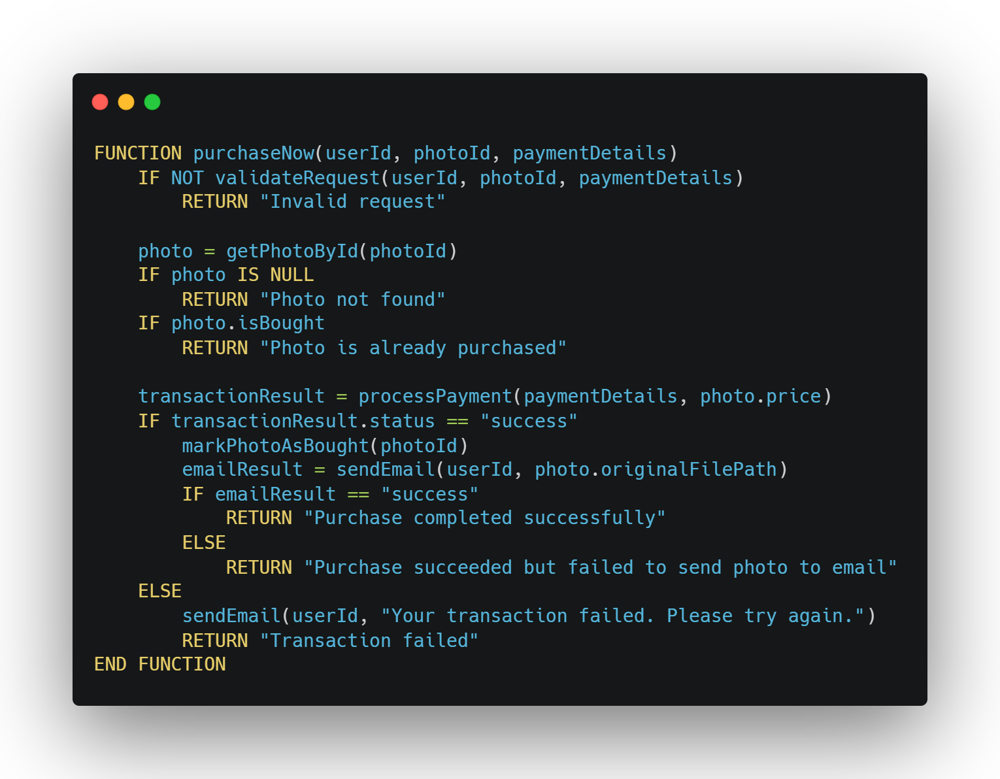 FUNCTION purchaseNow(userId, photoId, paymentDetails)
    IF NOT validateRequest(userId, photoId, paymentDetails)
        RETURN "Invalid request"

    photo = getPhotoById(photoId)
    IF photo IS NULL
        RETURN "Photo not found"
    IF photo.isBought
        RETURN "Photo is already purchased"

    transactionResult = processPayment(paymentDetails, photo.price)
    IF transactionResult.status == "success"
        markPhotoAsBought(photoId)
        emailResult = sendEmail(userId, photo.originalFilePath)
        IF emailResult == "success"
            RETURN "Purchase completed successfully"
        ELSE
            RETURN "Purchase succeeded but failed to send photo to email"
    ELSE
        sendEmail(userId, "Your transaction failed. Please try again.")
        RETURN "Transaction failed"
END FUNCTION